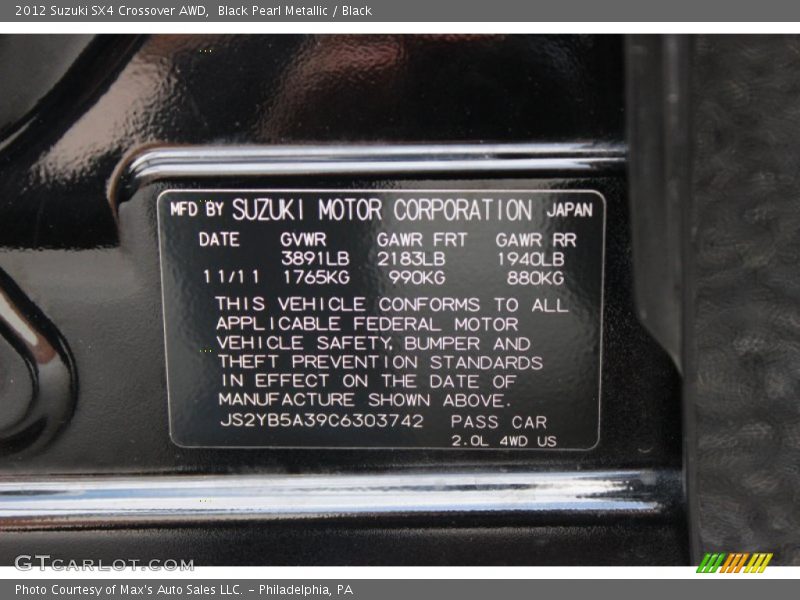 2012 Suzuki SX4 Crossover AWD, Black Pearl Metallic / Black
MFD BY SUZUKI MOTOR CORPORATION JAPAN
DATE GVWR GAWR FRT GAWR RR
3891LB 2183LB 1940LB
11/11 1765KG 990KG 880KG
THIS VEHICLE CONFORMS TO ALL
APPLICABLE FEDERAL MOTOR
VEHICLE SAFETY, BUMPER AND
THEFT PREVENTION STANDARDS
IN EFFECT ON THE DATE OF
MANUFACTURE SHOWN ABOVE.
JS2YB5A39C6303742 PASS CAR
2.0L 4WD US
GTCARLOT.COM
Photo Courtesy of Max's Auto Sales LLC. - Philadelphia, PA